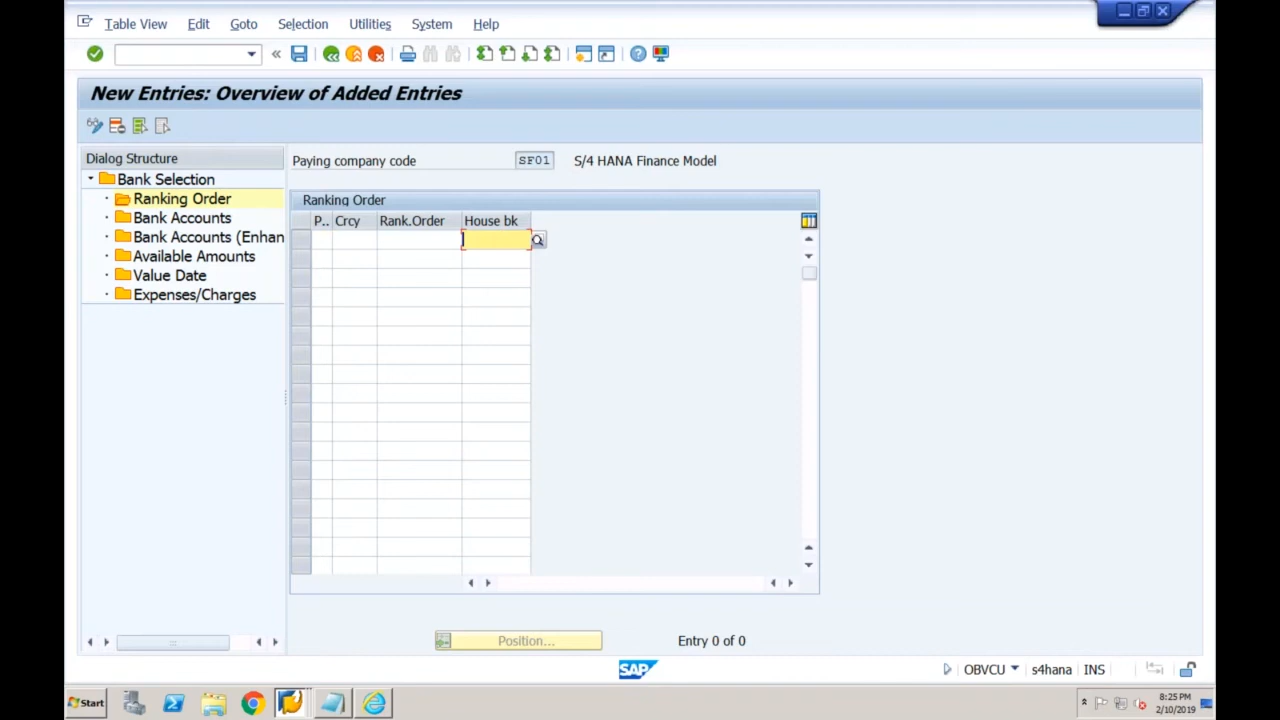 Table View Edit Goto Selection Utilities System Help
New Entries: Overview of Added Entries
Dialog Structure
Bank Selection
Ranking Order
Bank Accounts
Bank Accounts (Enhan
Available Amounts
Value Date
Expenses/Charges
Paying company code SF01 S/4 HANA Finance Model
Ranking Order
P.. Crcy Rank.Order House bk
Position... Entry 0 of 0
SAP OBVCU s4hana INS
Start 8:25 PM
2/10/2019